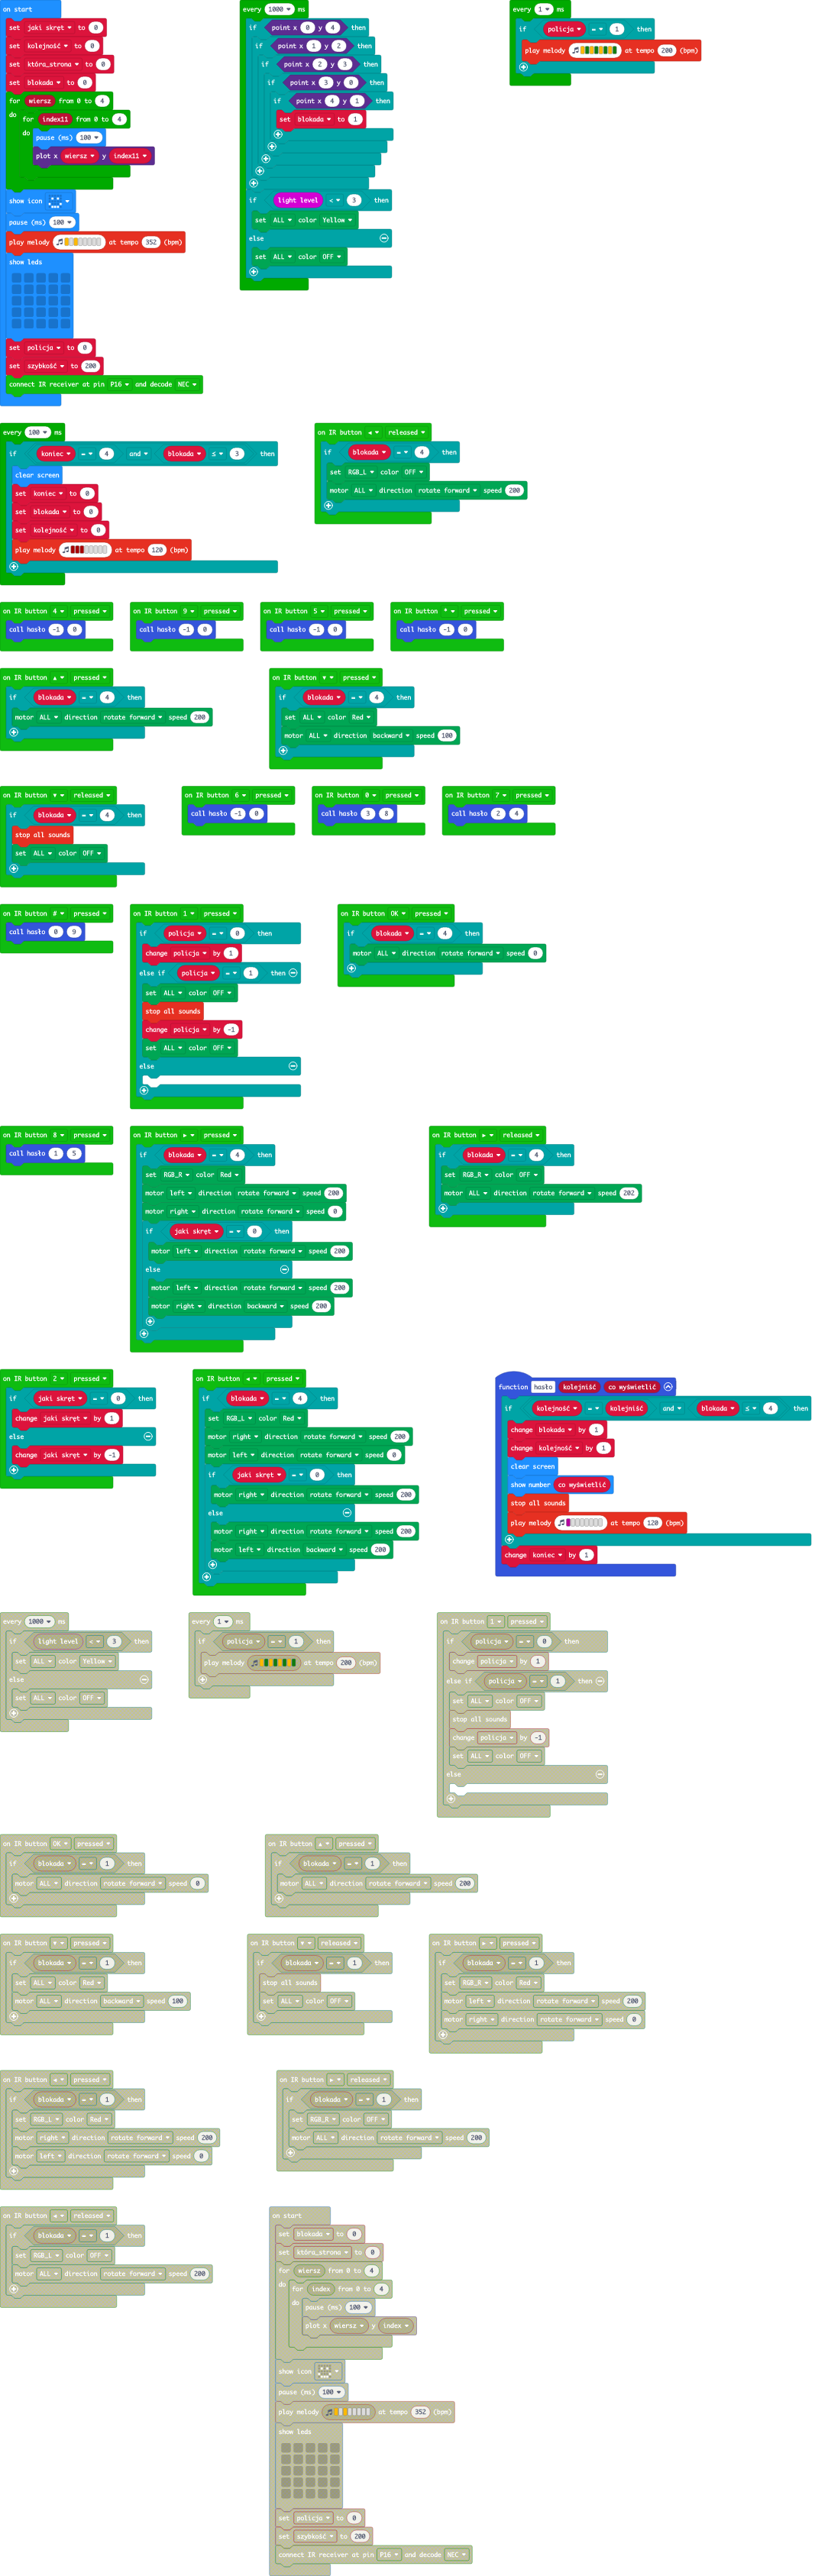 on start
set jaki skręt to 0
set kolejność to 0
set która_strona to 0
set blokada to 0
for wiersz from 0 to 4
do for index11 from 0 to 4
do pause (ms) 100
plot x wiersz y index11
show icon
pause (ms) 100
play melody at tempo 352 (bpm)
show leds
set policja to 0
set szybkość to 200
connect IR receiver at pin P16 and decode NEC
every 1000 ms
if point x 0 y 4 then
if point x 1 y 2 then
if point x 2 y 3 then
if point x 3 y 0 then
if point x 4 y 1 then
set blokada to 1
if light level < 3 then
set ALL color Yellow
else
set ALL color OFF
every 1 ms
if policja = 1 then
play melody at tempo 200 (bpm)
every 100 ms
if koniec = 4 and blokada ≤ 3 then
clear screen
set koniec to 0
set blokada to 0
set kolejność to 0
play melody at tempo 120 (bpm)
on IR button ◄ released
if blokada = 4 then
set RGB_L color OFF
motor ALL direction rotate forward speed 200
on IR button 4 pressed
call hasło -1 0
on IR button 9 pressed
call hasło -1 0
on IR button 5 pressed
call hasło -1 0
on IR button * pressed
call hasło -1 0
on IR button ▲ pressed
if blokada = 4 then
motor ALL direction rotate forward speed 200
on IR button ▼ pressed
if blokada = 4 then
set ALL color Red
motor ALL direction backward speed 100
on IR button ▼ released
if blokada = 4 then
stop all sounds
set ALL color OFF
on IR button 6 pressed
call hasło -1 0
on IR button 0 pressed
call hasło 3 8
on IR button 7 pressed
call hasło 2 4
on IR button # pressed
call hasło 0 9
on IR button 1 pressed
if policja = 0 then
change policja by 1
else if policja = 1 then
set ALL color OFF
stop all sounds
change policja by -1
set ALL color OFF
else
on IR button OK pressed
if blokada = 4 then
motor ALL direction rotate forward speed 0
on IR button 8 pressed
call hasło 1 5
on IR button ► pressed
if blokada = 4 then
set RGB_R color Red
motor left direction rotate forward speed 200
motor right direction rotate forward speed 0
if jaki skręt = 0 then
motor left direction rotate forward speed 200
else
motor left direction rotate forward speed 200
motor right direction backward speed 200
on IR button ► released
if blokada = 4 then
set RGB_R color OFF
motor ALL direction rotate forward speed 202
on IR button 2 pressed
if jaki skręt = 0 then
change jaki skręt by 1
else
change jaki skręt by -1
on IR button ◄ pressed
if blokada = 4 then
set RGB_L color Red
motor right direction rotate forward speed 200
motor left direction rotate forward speed 0
if jaki skręt = 0 then
motor right direction rotate forward speed 200
else
motor right direction rotate forward speed 200
motor left direction backward speed 200
function hasło kolejniść co wyświetlić
if kolejność = kolejniść and blokada ≤ 4 then
change blokada by 1
change kolejność by 1
clear screen
show number co wyświetlić
stop all sounds
play melody at tempo 120 (bpm)
change koniec by 1
every 1000 ms
if light level < 3 then
set ALL color Yellow
else
set ALL color OFF
every 1 ms
if policja = 1 then
play melody at tempo 200 (bpm)
on IR button 1 pressed
if policja = 0 then
change policja by 1
else if policja = 1 then
set ALL color OFF
stop all sounds
change policja by -1
set ALL color OFF
else
on IR button OK pressed
if blokada = 1 then
motor ALL direction rotate forward speed 0
on IR button ▲ pressed
if blokada = 1 then
motor ALL direction rotate forward speed 200
on IR button ▼ pressed
if blokada = 1 then
set ALL color Red
motor ALL direction backward speed 100
on IR button ▼ released
if blokada = 1 then
stop all sounds
set ALL color OFF
on IR button ► pressed
if blokada = 1 then
set RGB_R color Red
motor left direction rotate forward speed 200
motor right direction rotate forward speed 0
on IR button ◄ pressed
if blokada = 1 then
set RGB_L color Red
motor right direction rotate forward speed 200
motor left direction rotate forward speed 0
on IR button ► released
if blokada = 1 then
set RGB_R color OFF
motor ALL direction rotate forward speed 200
on IR button ◄ released
if blokada = 1 then
set RGB_L color OFF
motor ALL direction rotate forward speed 200
on start
set blokada to 0
set która_strona to 0
for wiersz from 0 to 4
do for index from 0 to 4
do pause (ms) 100
plot x wiersz y index
show icon
pause (ms) 100
play melody at tempo 352 (bpm)
show leds
set policja to 0
set szybkość to 200
connect IR receiver at pin P16 and decode NEC